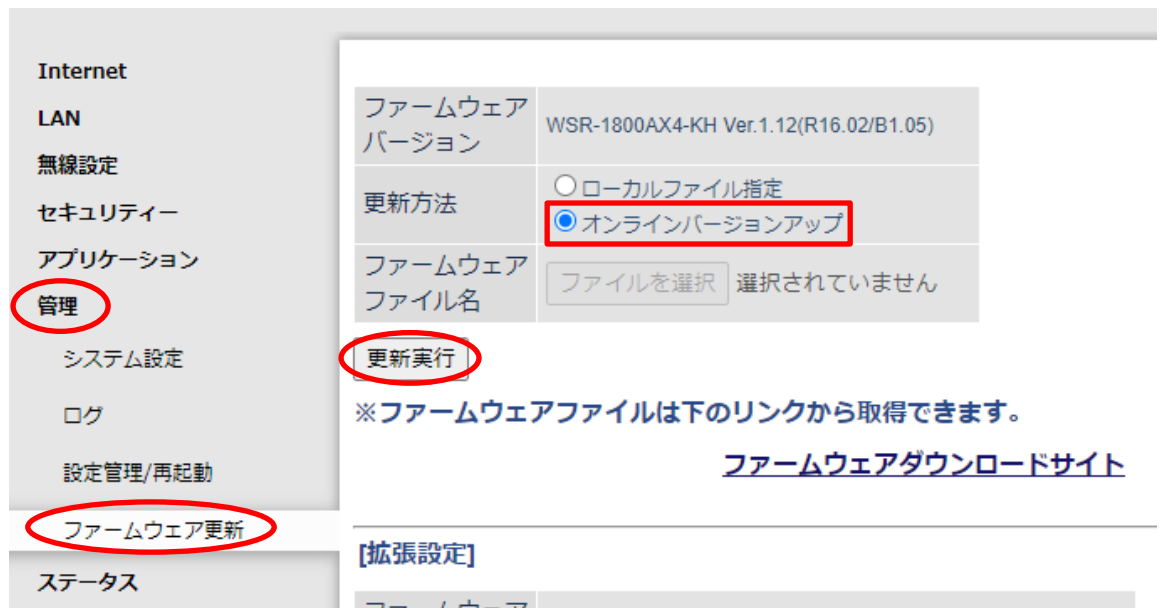 Internet
LAN
無線設定
セキュリティー
アプリケーション
管理
システム設定
ログ
設定管理/再起動
ファームウェア更新
ステータス
ファームウェア
バージョン
WSR-1800AX4-KH Ver.1.12(R16.02/B1.05)
更新方法
ローカルファイル指定
オンラインバージョンアップ
ファームウェア
ファイル名
ファイルを選択 選択されていません
更新実行
※ファームウェアファイルは下のリンクから取得できます。
ファームウェアダウンロードサイト
[拡張設定]
ファームウェア